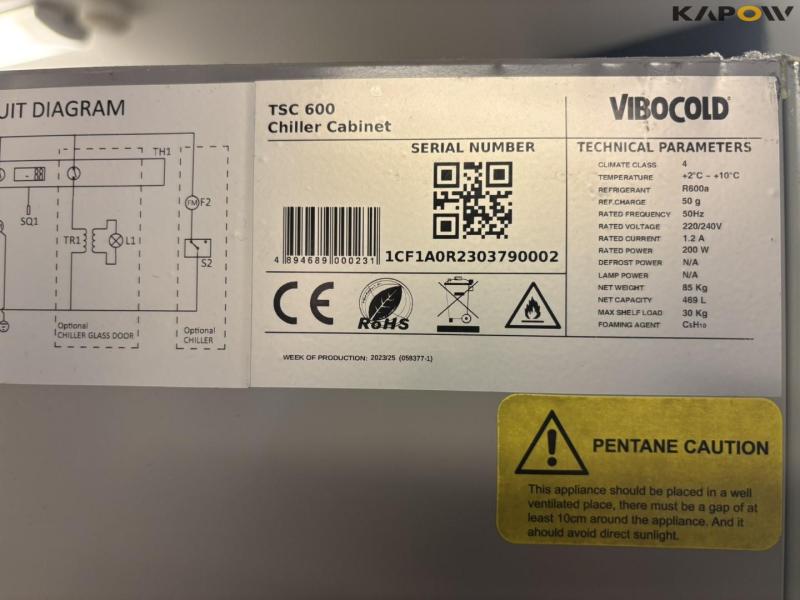 KAPOW
UIT DIAGRAM
TH1
SQ1
FM F2
TR1
L1
S2
Optional
CHILLER GLASS DOOR
Optional
CHILLER
TSC 600
Chiller Cabinet
SERIAL NUMBER
4 894689 000231
1CF1A0R2303790002
CE
RoHS
WEEK OF PRODUCTION: 2023/25 (059377-1)
VIBOCOLD
TECHNICAL PARAMETERS
CLIMATE CLASS 4
TEMPERATURE +2°C ~ +10°C
REFRIGERANT R600a
REF.CHARGE 50 g
RATED FREQUENCY 50Hz
RATED VOLTAGE 220/240V
RATED CURRENT 1.2 A
RATED POWER 200 W
DEFROST POWER N/A
LAMP POWER N/A
NET WEIGHT 85 Kg
NET CAPACITY 469 L
MAX SHELF LOAD 30 Kg
FOAMING AGENT C5H10
PENTANE CAUTION
This appliance should be placed in a well
ventilated place, there must be a gap of at
least 10cm around the appliance. And it
ahould avoid direct sunlight.